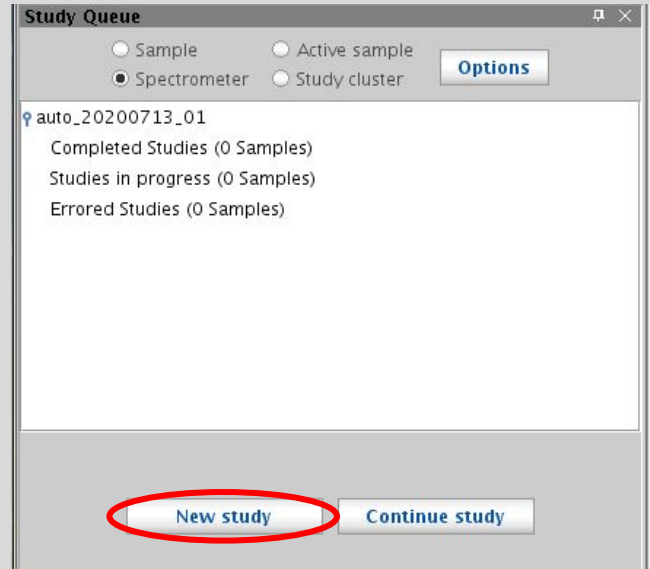 Study Queue
Sample Active sample
Spectrometer Study cluster Options
auto_20200713_01
Completed Studies (0 Samples)
Studies in progress (0 Samples)
Errored Studies (0 Samples)
New study Continue study